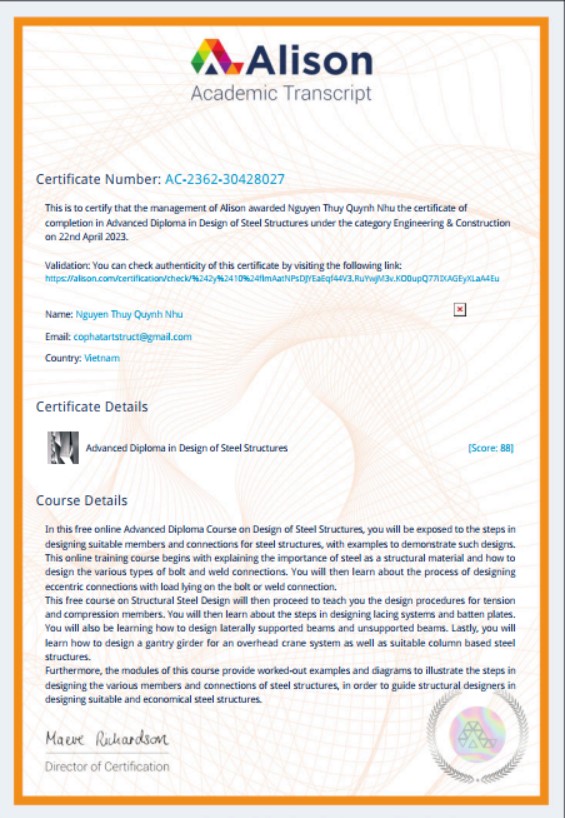 Alison
Academic Transcript
Certificate Number: AC-2362-30428027
This is to certify that the management of Alison awarded Nguyen Thuy Quynh Nhu the certificate of
completion in Advanced Diploma in Design of Steel Structures under the category Engineering & Construction
on 22nd April 2023.
Validation: You can check authenticity of this certificate by visiting the following link:
Name: Nguyen Thuy Quynh Nhu
Email: cophatartstruct@gmail.com
Country: Vietnam
Certificate Details
Advanced Diploma in Design of Steel Structures [Score: 88]
Course Details
In this free online Advanced Diploma Course on Design of Steel Structures, you will be exposed to the steps in
designing suitable members and connections for steel structures, with examples to demonstrate such designs.
This online training course begins with explaining the importance of steel as a structural material and how to
design the various types of bolt and weld connections. You will then learn about the process of designing
eccentric connections with load lying on the bolt or weld connection.
This free course on Structural Steel Design will then proceed to teach you the design procedures for tension
and compression members. You will then learn about the steps in designing lacing systems and batten plates.
You will also be learning how to design laterally supported beams and unsupported beams. Lastly, you will
learn how to design a gantry girder for an overhead crane system as well as suitable column based steel
structures.
Furthermore, the modules of this course provide worked-out examples and diagrams to illustrate the steps in
designing the various members and connections of steel structures, in order to guide structural designers in
designing suitable and economical steel structures.
Maeve Richardson
Director of Certification